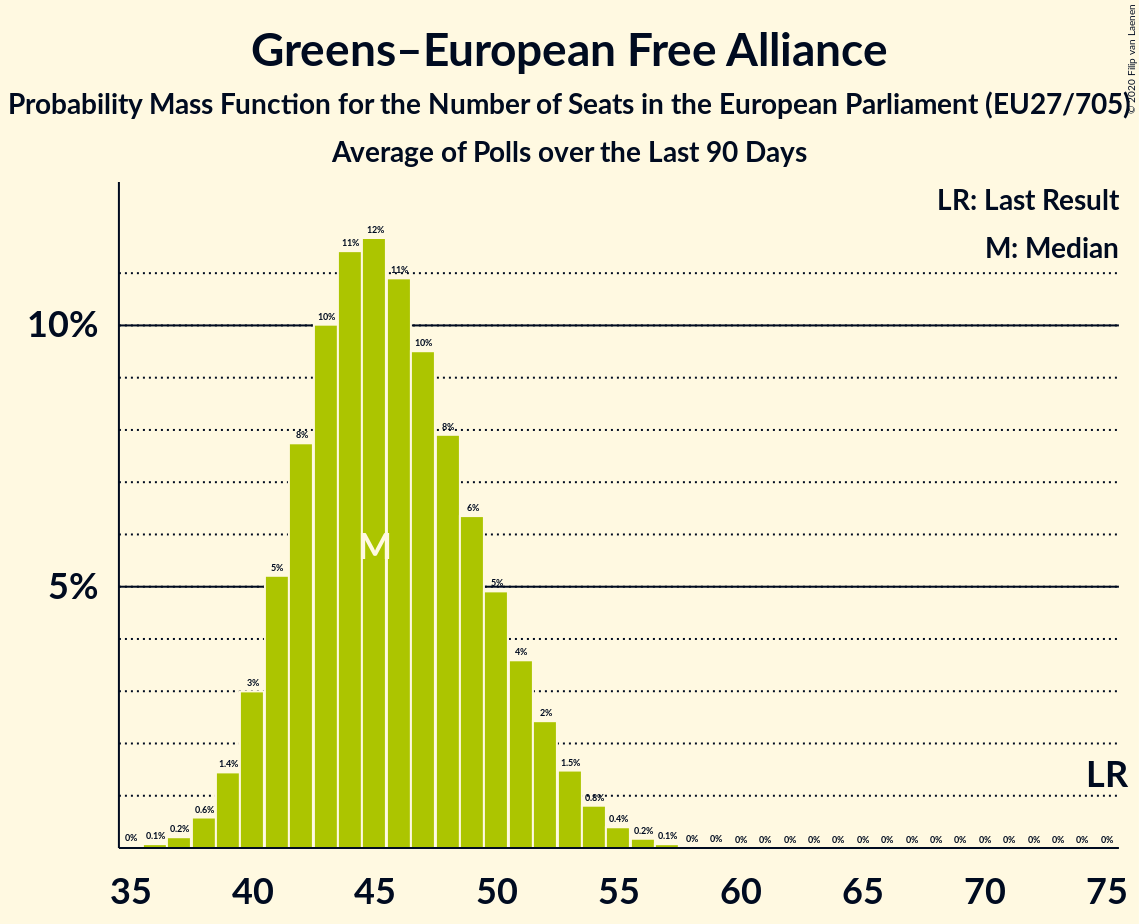 Greens–European Free Alliance
Probability Mass Function for the Number of Seats in the European Parliament (EU27/705)
Average of Polls over the Last 90 Days
© 2020 Filip van Laenen
LR: Last Result
M: Median
10%
5%
0% 0.1% 0.2% 0.6% 1.4% 3% 5% 8% 10% 11% 12% 11% 10% 8% 6% 5% 4% 2% 1.5% 0.8% 0.4% 0.2% 0.1% 0% 0% 0% 0% 0% 0% 0% 0% 0% 0% 0% 0% 0% 0% 0% 0% 0% 0%
M
LR
35 40 45 50 55 60 65 70 75